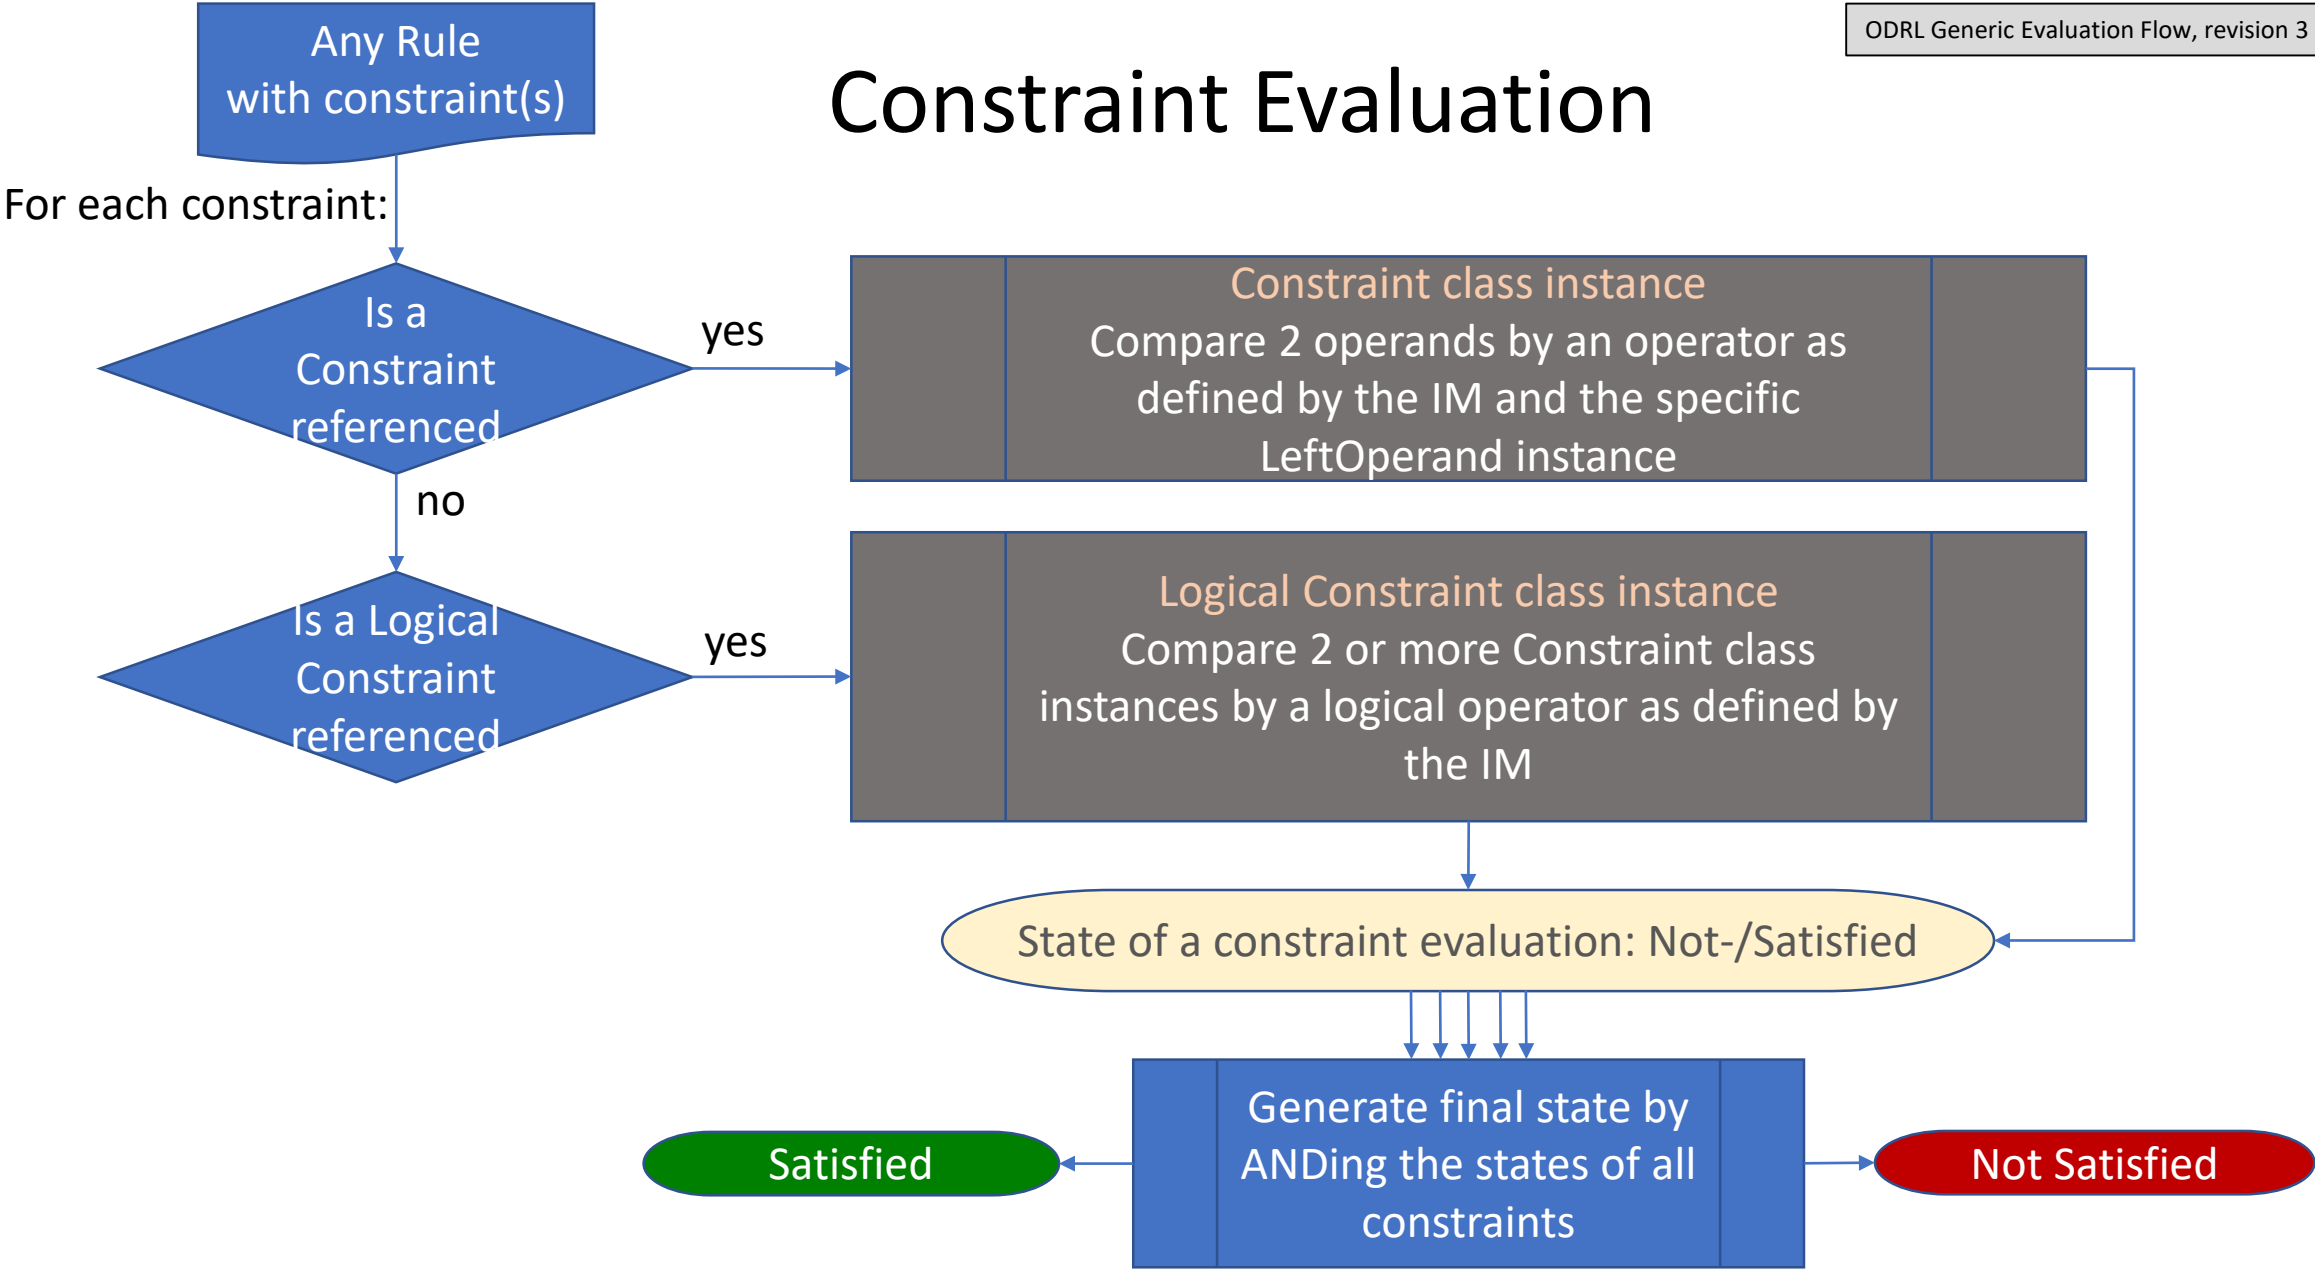 ODRL Generic Evaluation Flow, revision 3
Constraint Evaluation
Any Rule
with constraint(s)
For each constraint:
Is a
Constraint
referenced
yes
no
Constraint class instance
Compare 2 operands by an operator as
defined by the IM and the specific
LeftOperand instance
Is a Logical
Constraint
referenced
yes
Logical Constraint class instance
Compare 2 or more Constraint class
instances by a logical operator as defined by
the IM
State of a constraint evaluation: Not-/Satisfied
Generate final state by
ANDing the states of all
constraints
Satisfied
Not Satisfied